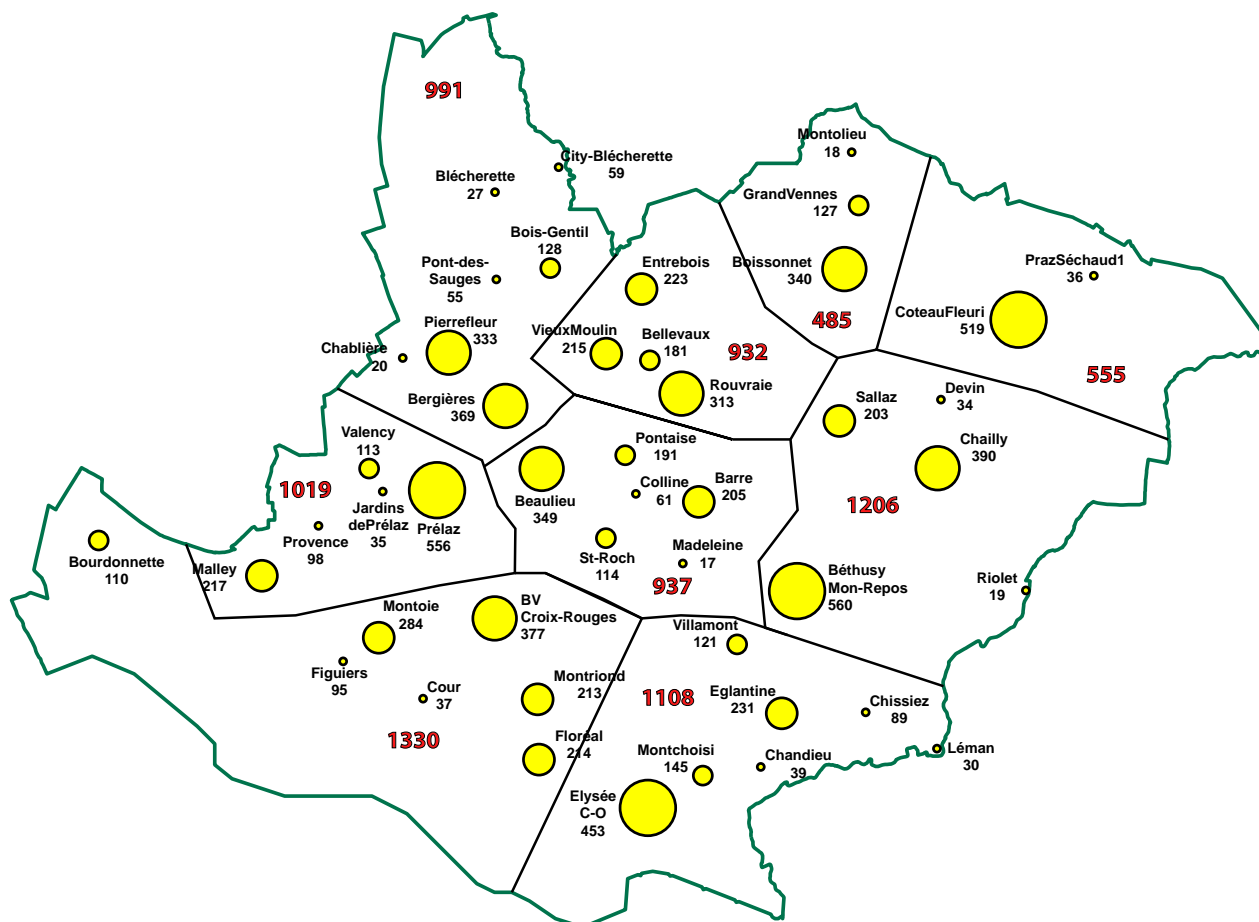 991
City-Blécherette
59
Blécherette
27
Bois-Gentil
128
Pont-des-
Sauges
55
Pierrefleur
333
Chablière
20
Bergières
369
Montolieu
18
GrandVennes
127
Boissonnet
340
485
PrazSéchaud1
36
CoteauFleuri
519
555
Entrebois
223
VieuxMoulin
215
Bellevaux
181
932
Rouvraie
313
Devin
34
Sallaz
203
Chailly
390
1206
Béthusy
Mon-Repos
560
Riolet
19
Valency
113
1019
Jardins
dePrélaz
35
Prélaz
556
Provence
98
Malley
217
Bourdonnette
110
Pontaise
191
Beaulieu
349
Colline
61
Barre
205
St-Roch
114
Madeleine
17
937
Montoie
284
BV
Croix-Rouges
377
Figuiers
95
Cour
37
Montriond
213
1330
Floréal
214
Villamont
121
1108
Eglantine
231
Chissiez
89
Léman
30
Montchoisi
145
Chandieu
39
Elysée
C-O
453